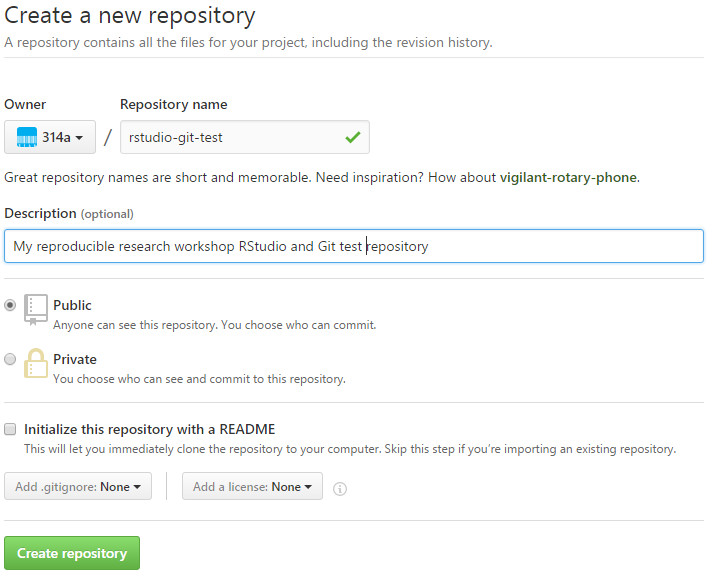 Create a new repository
A repository contains all the files for your project, including the revision history.
Owner Repository name
314a / rstudio-git-test
Great repository names are short and memorable. Need inspiration? How about vigilant-rotary-phone.
Description (optional)
My reproducible research workshop RStudio and Git test repository
Public
Anyone can see this repository. You choose who can commit.
Private
You choose who can see and commit to this repository.
Initialize this repository with a README
This will let you immediately clone the repository to your computer. Skip this step if you're importing an existing repository.
Add .gitignore: None Add a license: None
Create repository